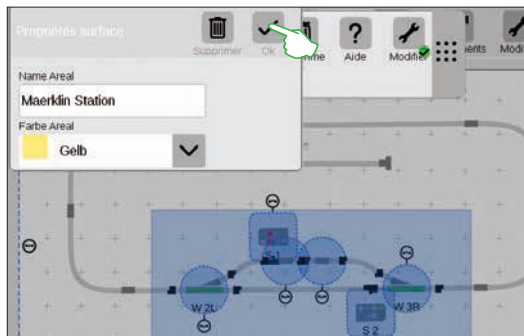 Propriétés surface
Supprimer
Ok
Aide
Modifier
Name Areal
Maerklin Station
Farbe Areal
Gelb
S 1
W 2L
W 3R
S 2